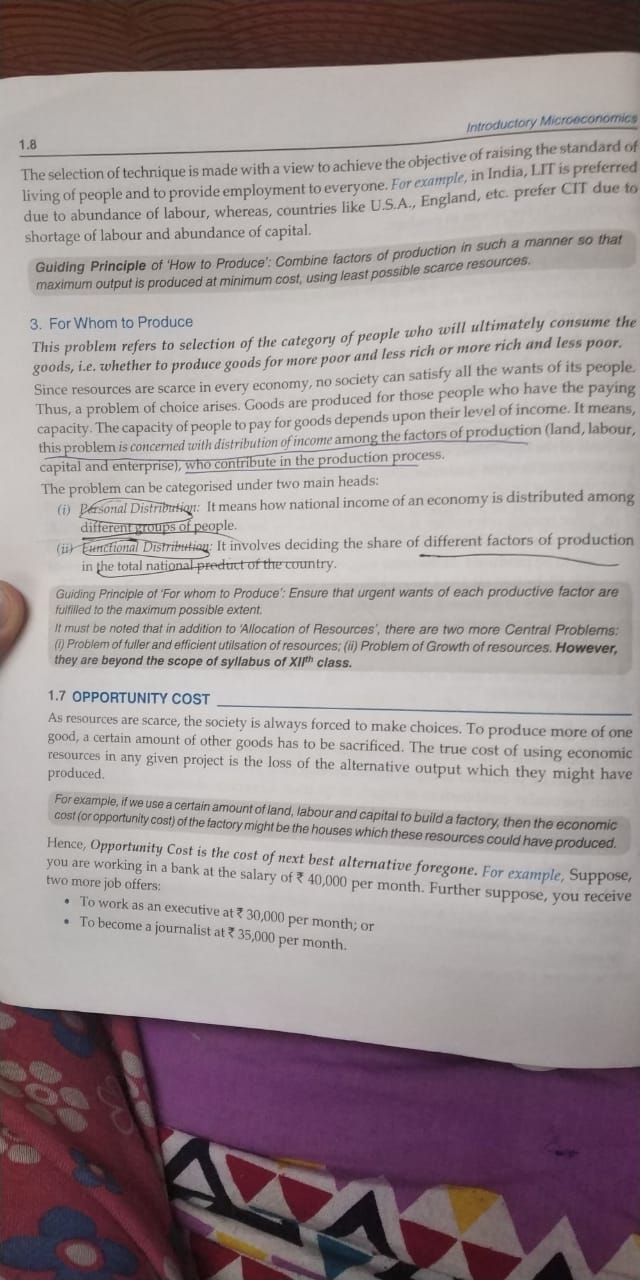 1.8
Introductory Microeconomics
The selection of technique is made with a view to achieve the objective of raising the standard of
living of people and to provide employment to everyone. For example, in India, LIT is preferred
due to abundance of labour, whereas, countries like U.S.A., England, etc. prefer CIT due to
shortage of labour and abundance of capital.
Guiding Principle of 'How to Produce': Combine factors of production in such a manner so that
maximum output is produced at minimum cost, using least possible scarce resources.
3. For Whom to Produce
This problem refers to selection of the category of people who will ultimately consume the
goods, i.e. whether to produce goods for more poor and less rich or more rich and less poor.
Since resources are scarce in every economy, no society can satisfy all the wants of its people.
Thus, a problem of choice arises. Goods are produced for those people who have the paying
capacity. The capacity of people to pay for goods depends upon their level of income. It means,
this problem is concerned with distribution of income among the factors of production (land, labour,
capital and enterprise), who contribute in the production process.
The problem can be categorised under two main heads:
(i) Personal Distribution: It means how national income of an economy is distributed among
different groups of people.
(ii) Functional Distribution: It involves deciding the share of different factors of production
in the total national product of the country.
Guiding Principle of 'For whom to Produce': Ensure that urgent wants of each productive factor are
fulfilled to the maximum possible extent.
It must be noted that in addition to 'Allocation of Resources', there are two more Central Problems:
(i) Problem of fuller and efficient utilsation of resources; (ii) Problem of Growth of resources. However,
they are beyond the scope of syllabus of XIIth class.
1.7 OPPORTUNITY COST
As resources are scarce, the society is always forced to make choices. To produce more of one
good, a certain amount of other goods has to be sacrificed. The true cost of using economic
resources in any given project is the loss of the alternative output which they might have
produced.
For example, if we use a certain amount of land, labour and capital to build a factory, then the economic
cost (or opportunity cost) of the factory might be the houses which these resources could have produced.
Hence, Opportunity Cost is the cost of next best alternative foregone. For example, Suppose,
you are working in a bank at the salary of ₹ 40,000 per month. Further suppose, you receive
two more job offers:
• To work as an executive at ₹ 30,000 per month; or
• To become a journalist at ₹ 35,000 per month.